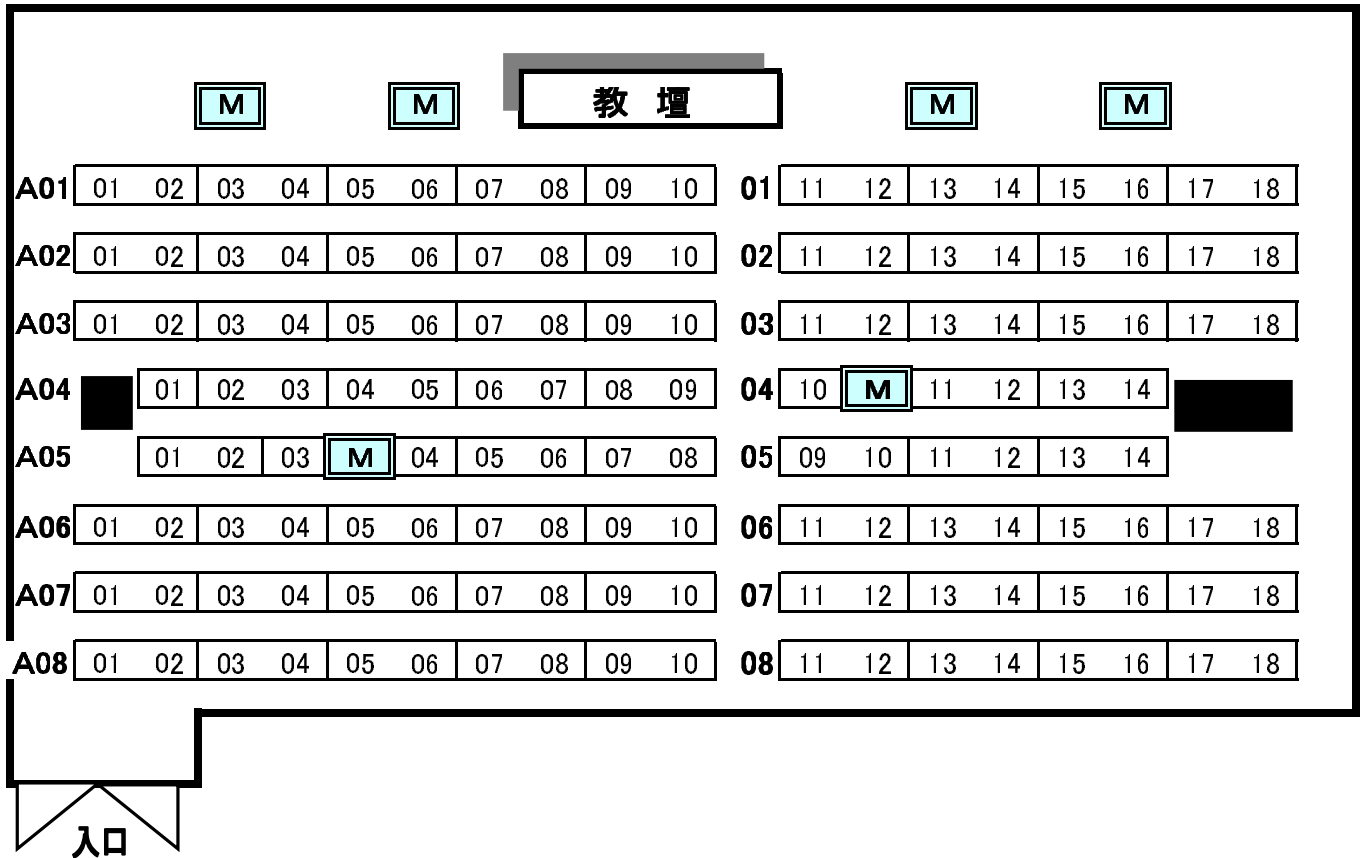 M M 教 壇 M M
A01 01 02 03 04 05 06 07 08 09 10 01 11 12 13 14 15 16 17 18
A02 01 02 03 04 05 06 07 08 09 10 02 11 12 13 14 15 16 17 18
A03 01 02 03 04 05 06 07 08 09 10 03 11 12 13 14 15 16 17 18
A04 01 02 03 04 05 06 07 08 09 04 10 M 11 12 13 14
A05 01 02 03 M 04 05 06 07 08 05 09 10 11 12 13 14
A06 01 02 03 04 05 06 07 08 09 10 06 11 12 13 14 15 16 17 18
A07 01 02 03 04 05 06 07 08 09 10 07 11 12 13 14 15 16 17 18
A08 01 02 03 04 05 06 07 08 09 10 08 11 12 13 14 15 16 17 18
入口